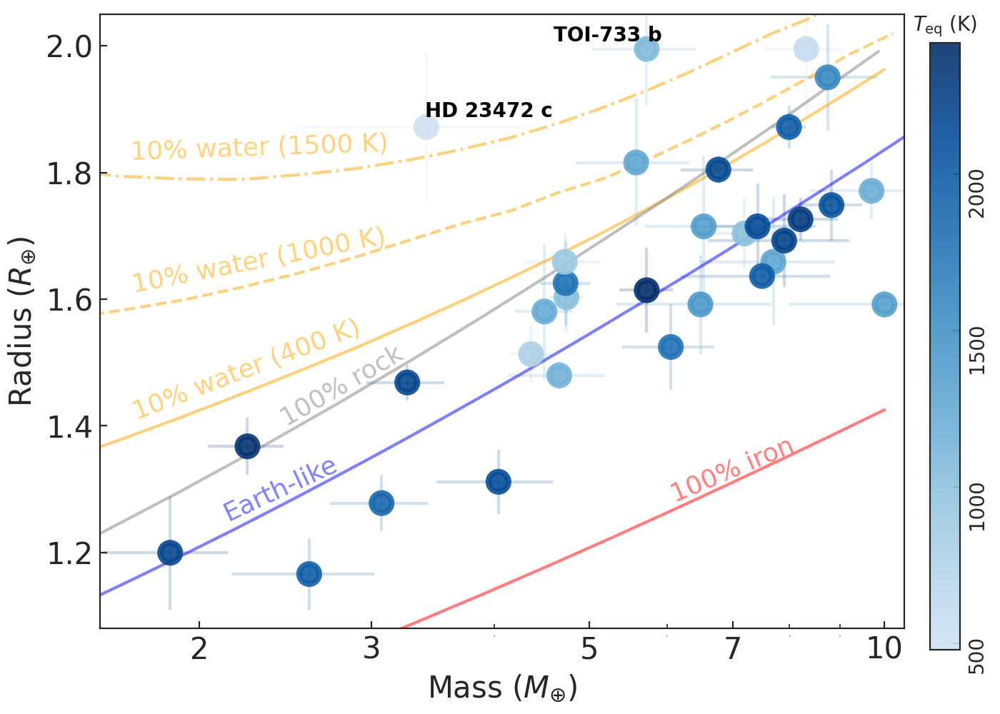 T_eq (K)
TOI-733 b
HD 23472 c
10% water (1500 K)
10% water (1000 K)
10% water (400 K)
100% rock
Earth-like
100% iron
Radius (R⊕)
2.0
1.8
1.6
1.4
1.2
2 3 5 7 10
Mass (M⊕)
2000
1500
1000
500